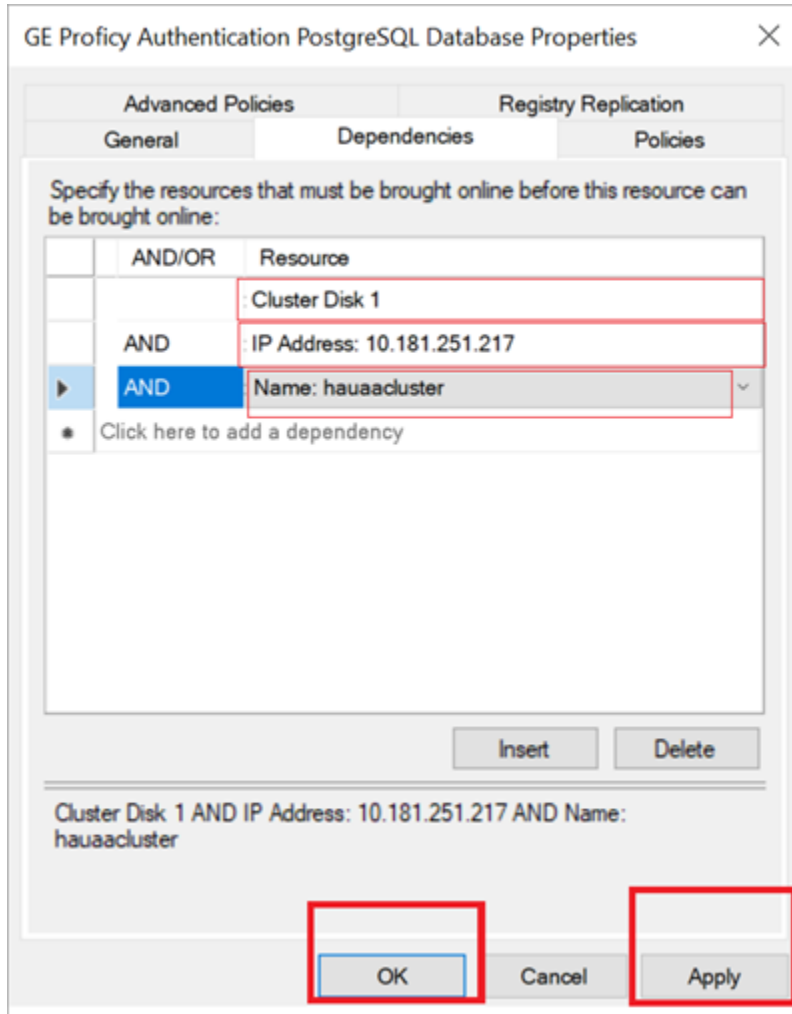 GE Proficy Authentication PostgreSQL Database Properties
Advanced Policies Registry Replication
General Dependencies Policies
Specify the resources that must be brought online before this resource can
be brought online:
AND/OR Resource
Cluster Disk 1
AND IP Address: 10.181.251.217
AND Name: hauaacluster
Click here to add a dependency
Insert Delete
Cluster Disk 1 AND IP Address: 10.181.251.217 AND Name:
hauaacluster
OK Cancel Apply